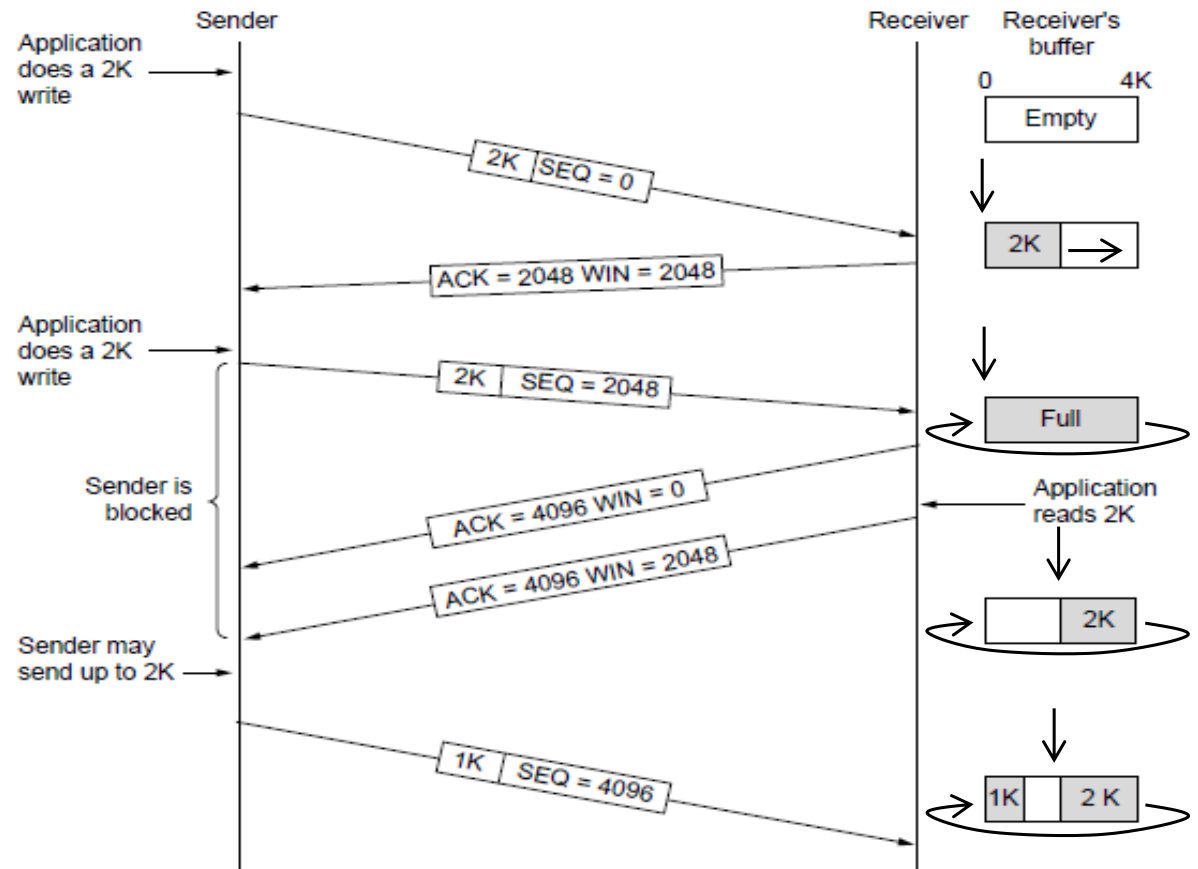 Sender
Receiver
Receiver's
buffer
Application
does a 2K
write
0 4K
Empty
2K SEQ = 0
2K
ACK = 2048 WIN = 2048
Application
does a 2K
write
2K SEQ = 2048
Full
Sender is
blocked
ACK = 4096 WIN = 0
Application
reads 2K
ACK = 4096 WIN = 2048
2K
Sender may
send up to 2K
1K SEQ = 4096
1K 2 K